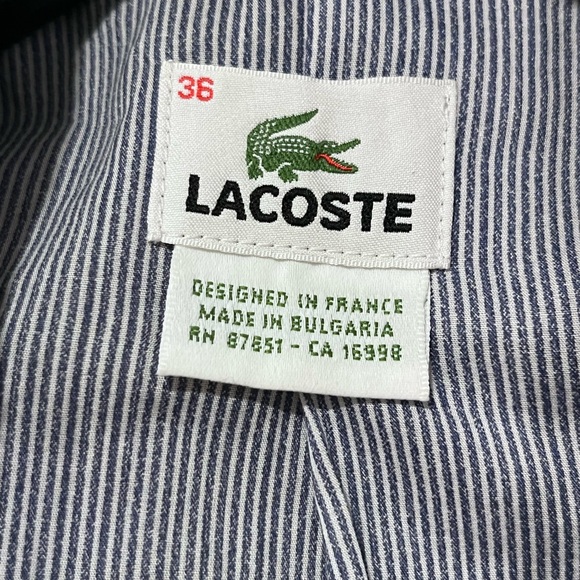 36
LACOSTE
DESIGNED IN FRANCE
MADE IN BULGARIA
RN 87651 - CA 16998